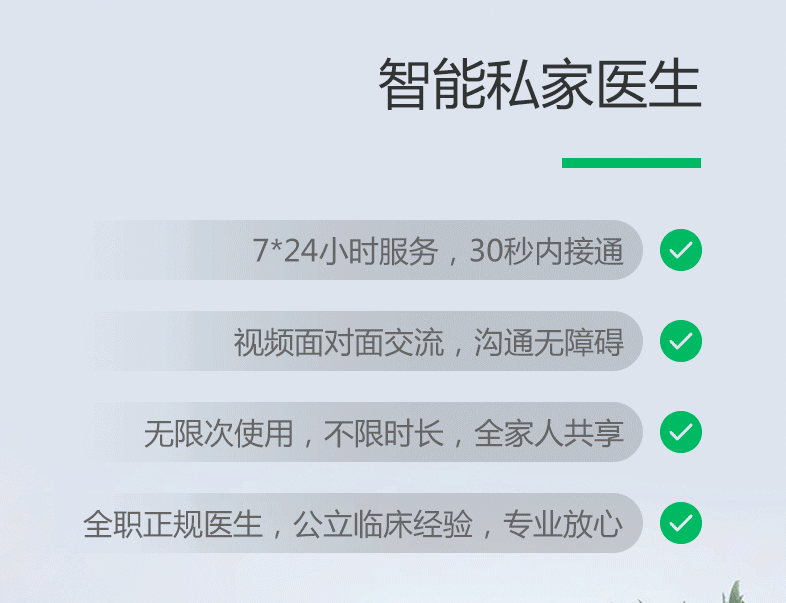 智能私家医生
7*24小时服务，30秒内接通
视频面对面交流，沟通无障碍
无限次使用，不限时长，全家人共享
全职正规医生，公立临床经验，专业放心